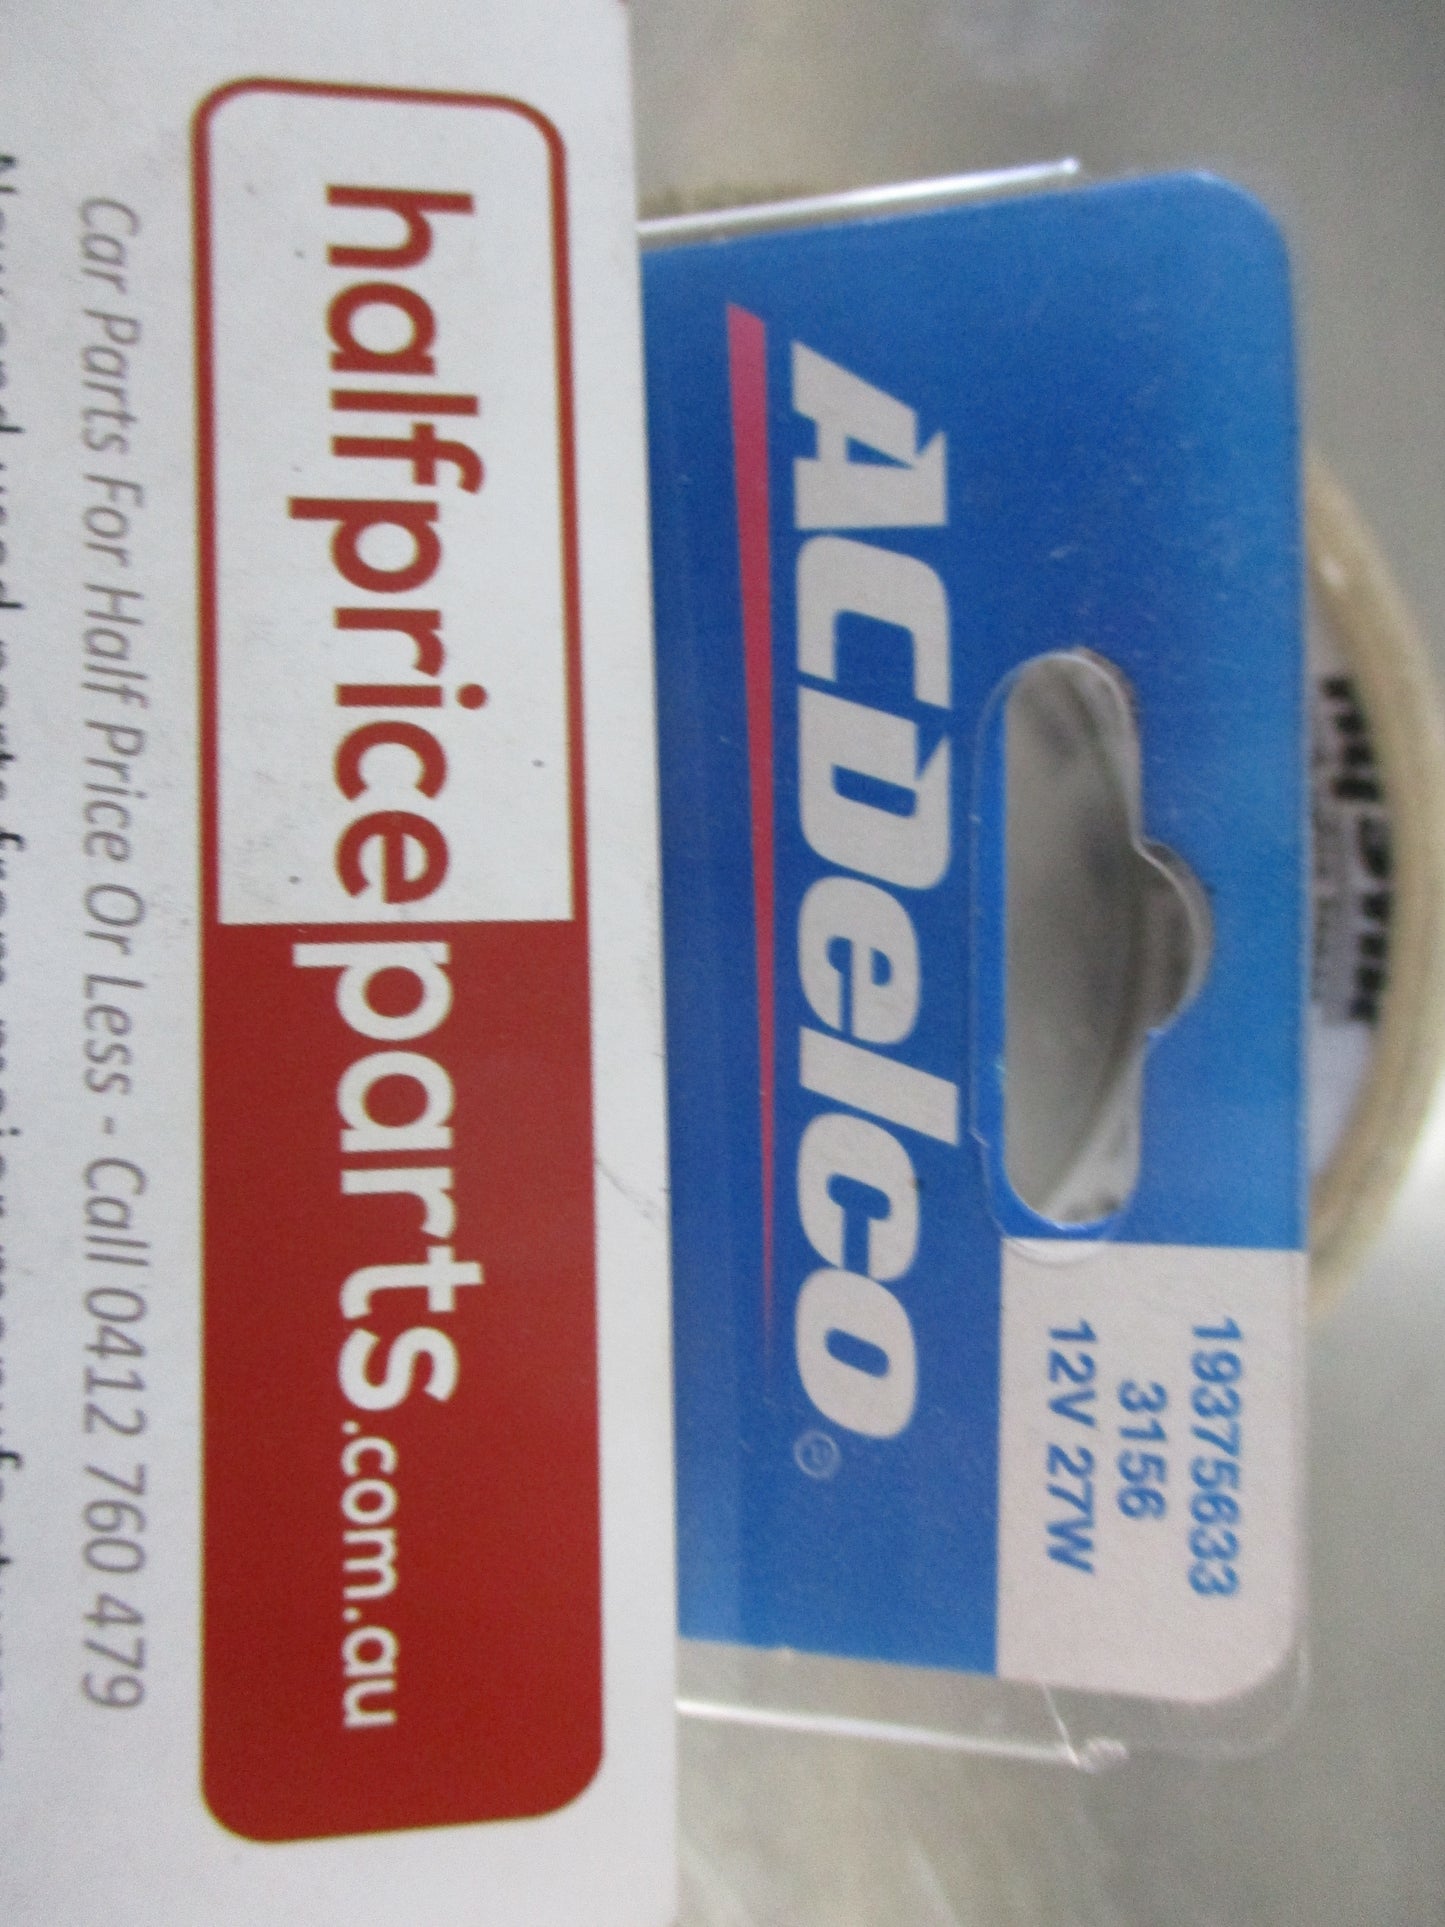 19375633
3156
12V 27W
ACDelco®
halfpriceparts.com.au
Car Parts For Half Price Or Less - Call 0412 760 479